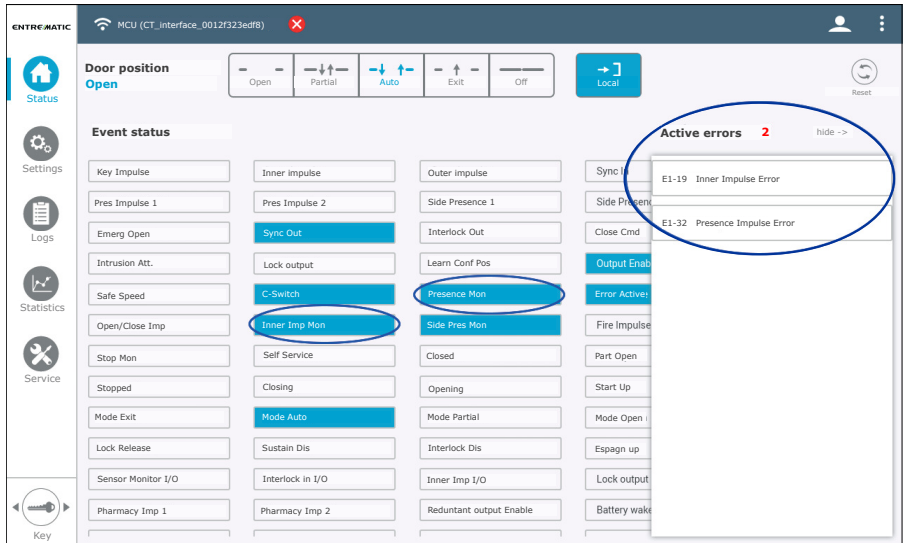 ENTREMATIC
MCU (CT_interface_0012f323edf8)
Status
Settings
Logs
Statistics
Service
Key
Door position
Open
Open
Partial
Auto
Exit
Off
Local
Reset
Event status
Active errors 2 hide ->
E1-19 Inner Impulse Error
E1-32 Presence Impulse Error
Key Impulse
Inner impulse
Outer impulse
Sync I
Pres Impulse 1
Pres Impulse 2
Side Presence 1
Side Presen
Emerg Open
Sync Out
Interlock Out
Close Cmd
Intrusion Att.
Lock output
Learn Conf Pos
Output Enab
Safe Speed
C-Switch
Presence Mon
Error Active
Open/Close Imp
Inner Imp Mon
Side Pres Mon
Fire Impulse
Stop Mon
Self Service
Closed
Part Open
Stopped
Closing
Opening
Start Up
Mode Exit
Mode Auto
Mode Partial
Mode Open
Lock Release
Sustain Dis
Interlock Dis
Espagn up
Sensor Monitor I/O
Interlock in I/O
Inner Imp I/O
Lock output
Pharmacy Imp 1
Pharmacy Imp 2
Reduntant output Enable
Battery wake